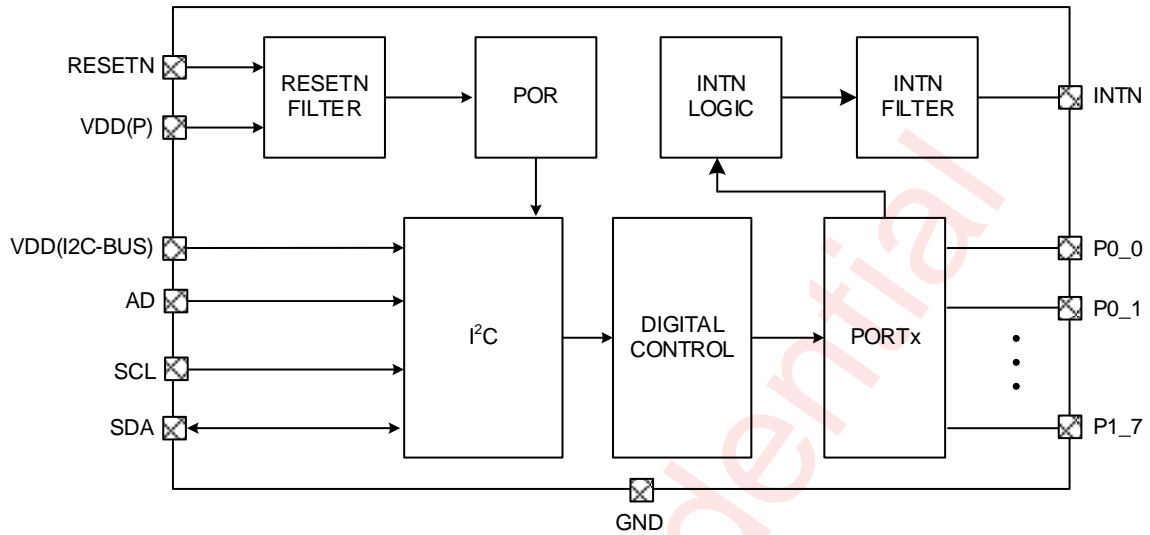 RESETN
VDD(P)
VDD(I2C-BUS)
AD
SCL
SDA
RESETN
FILTER
POR
INTN
LOGIC
INTN
FILTER
I²C
DIGITAL
CONTROL
PORTx
INTN
P0_0
P0_1
P1_7
GND
dential